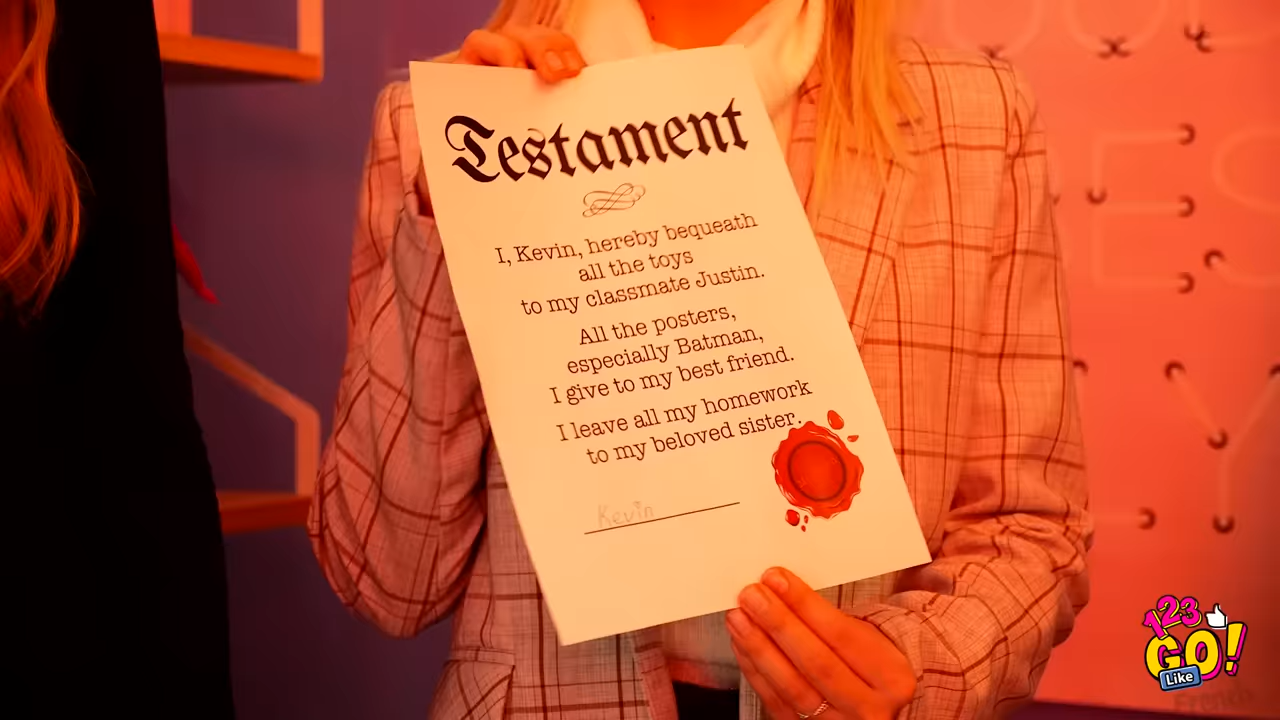 Testament
I, Kevin, hereby bequeath
all the toys
to my classmate Justin.
All the posters,
especially Batman,
I give to my best friend.
I leave all my homework
to my beloved sister.
Kevin
123
GO!
Like
French